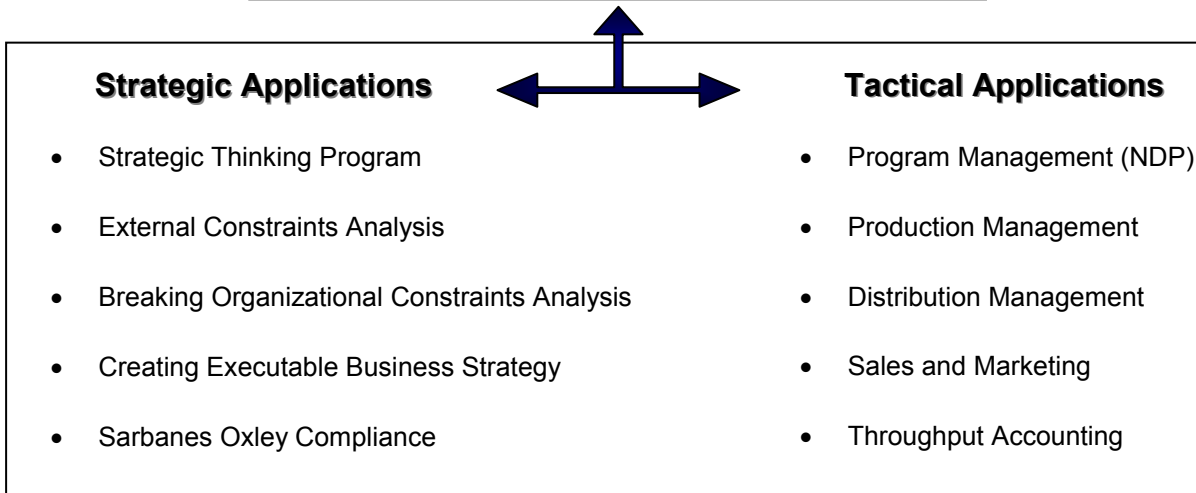 Strategic Applications
• Strategic Thinking Program
• External Constraints Analysis
• Breaking Organizational Constraints Analysis
• Creating Executable Business Strategy
• Sarbanes Oxley Compliance
Tactical Applications
• Program Management (NDP)
• Production Management
• Distribution Management
• Sales and Marketing
• Throughput Accounting